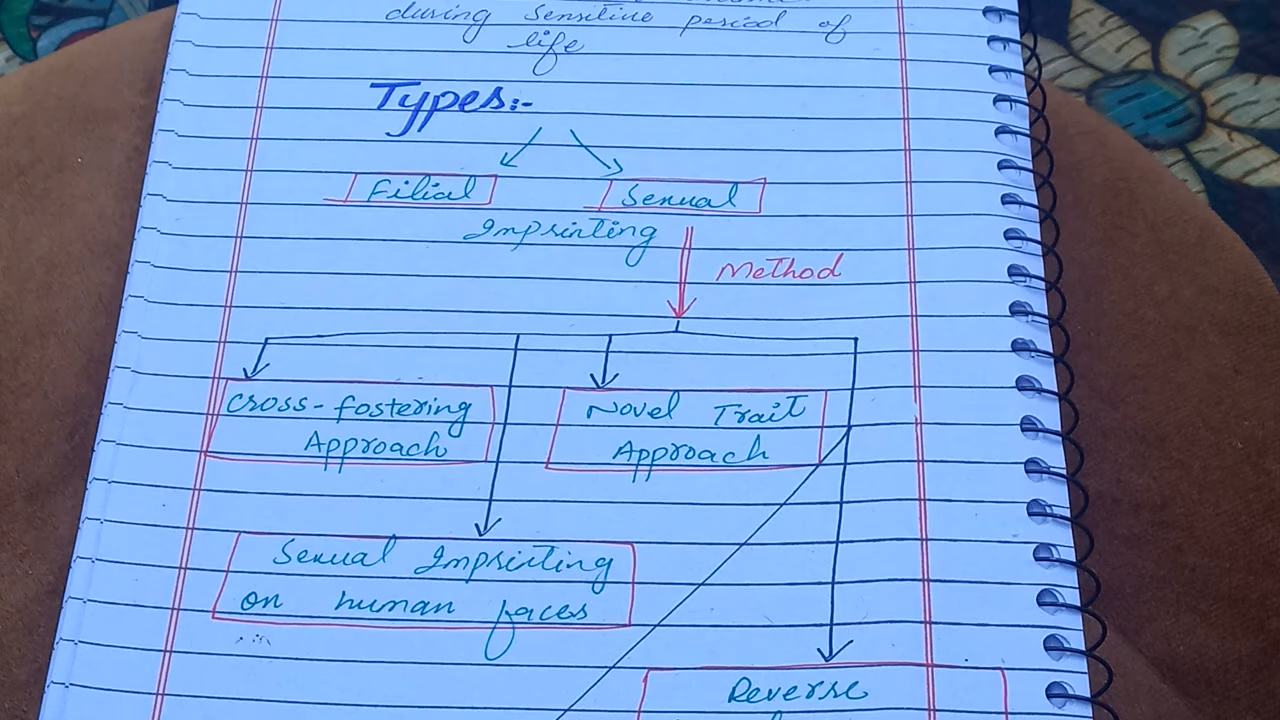 during Sensitive period of
life
Types:-
Filial
Sexual
Imprinting
Method
Cross-fostering
Approach
Novel Trait
Approach
Sexual Imprinting
on human faces
Reverse